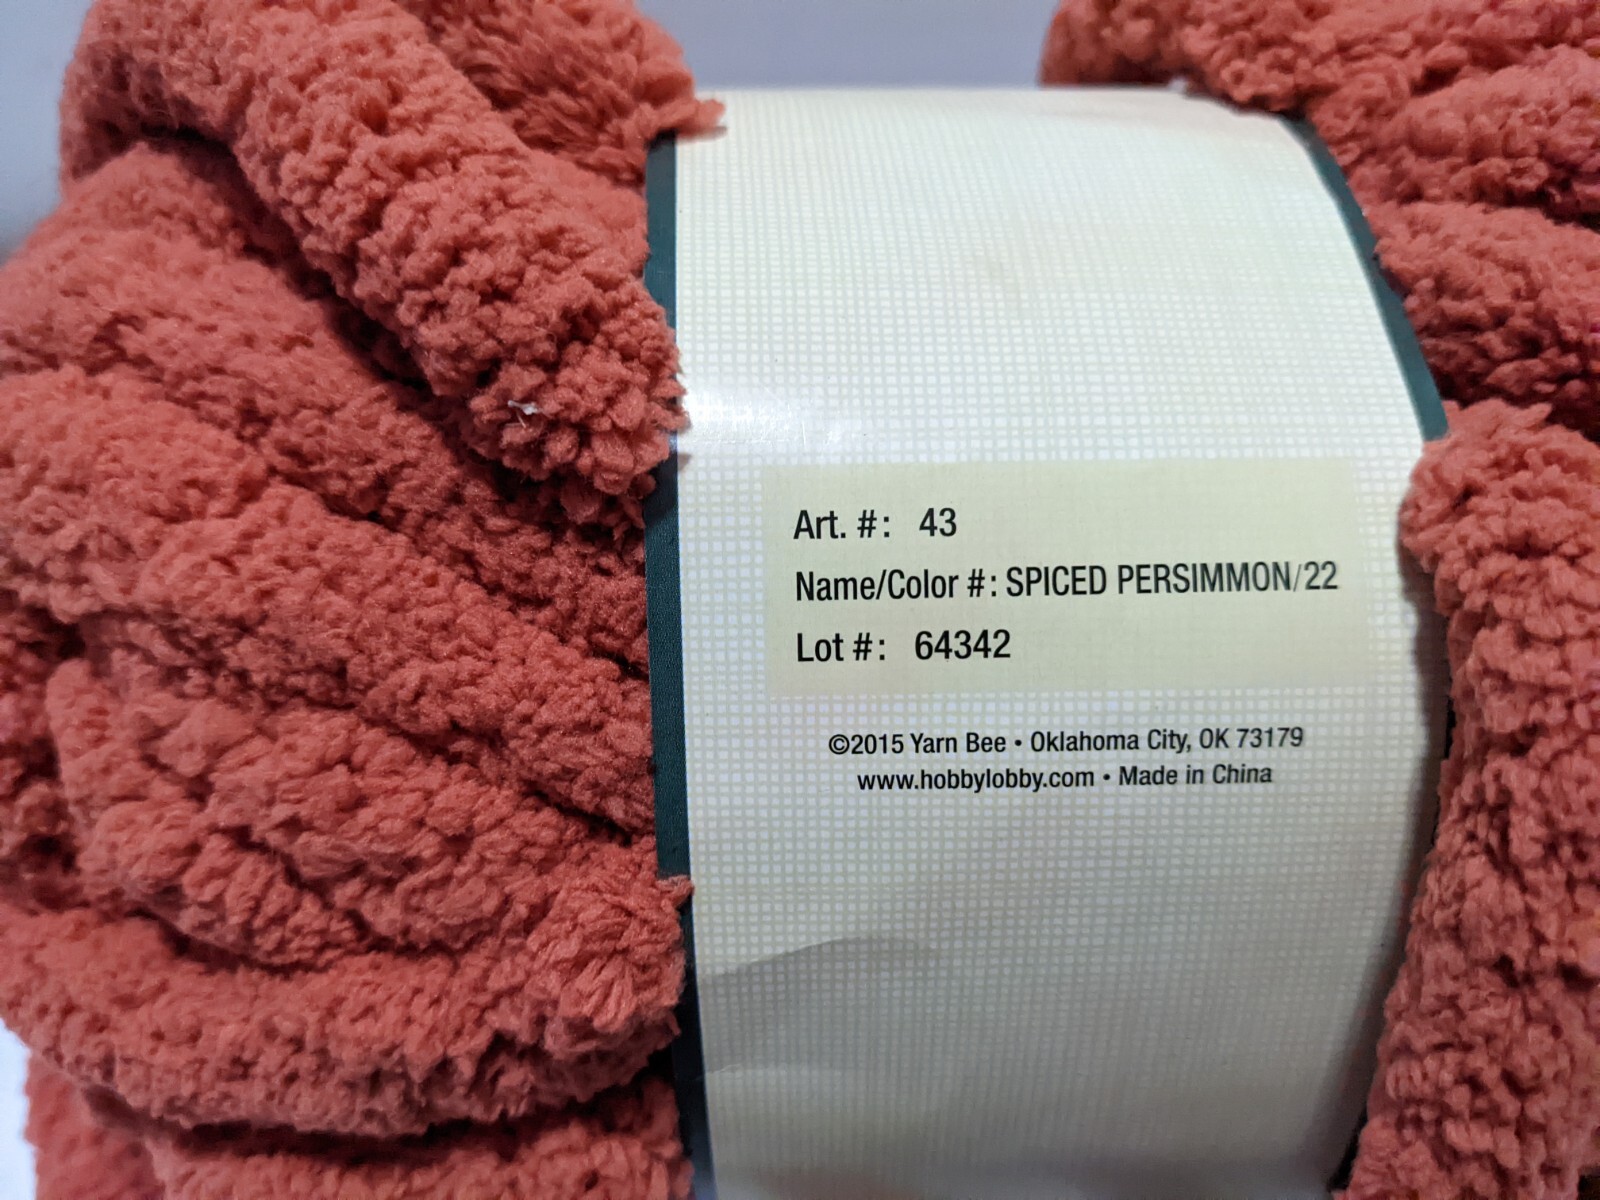 Art. #: 43
Name/Color #: SPICED PERSIMMON/22
Lot #: 64342
©2015 Yarn Bee • Oklahoma City, OK 73179
www.hobbylobby.com • Made in China